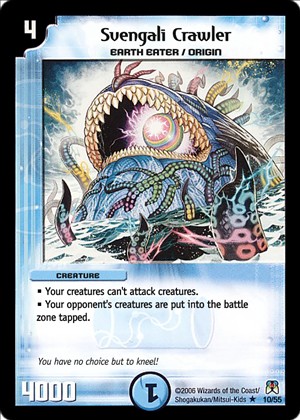 4
Svengali Crawler
EARTH EATER / ORIGIN
CREATURE
▪ Your creatures can't attack creatures.
▪ Your opponent's creatures are put into the battle
zone tapped.
You have no choice but to kneel!
4000
1
©2006 Wizards of the Coast/
Shogakukan/Mitsui-Kids ★ 10/55